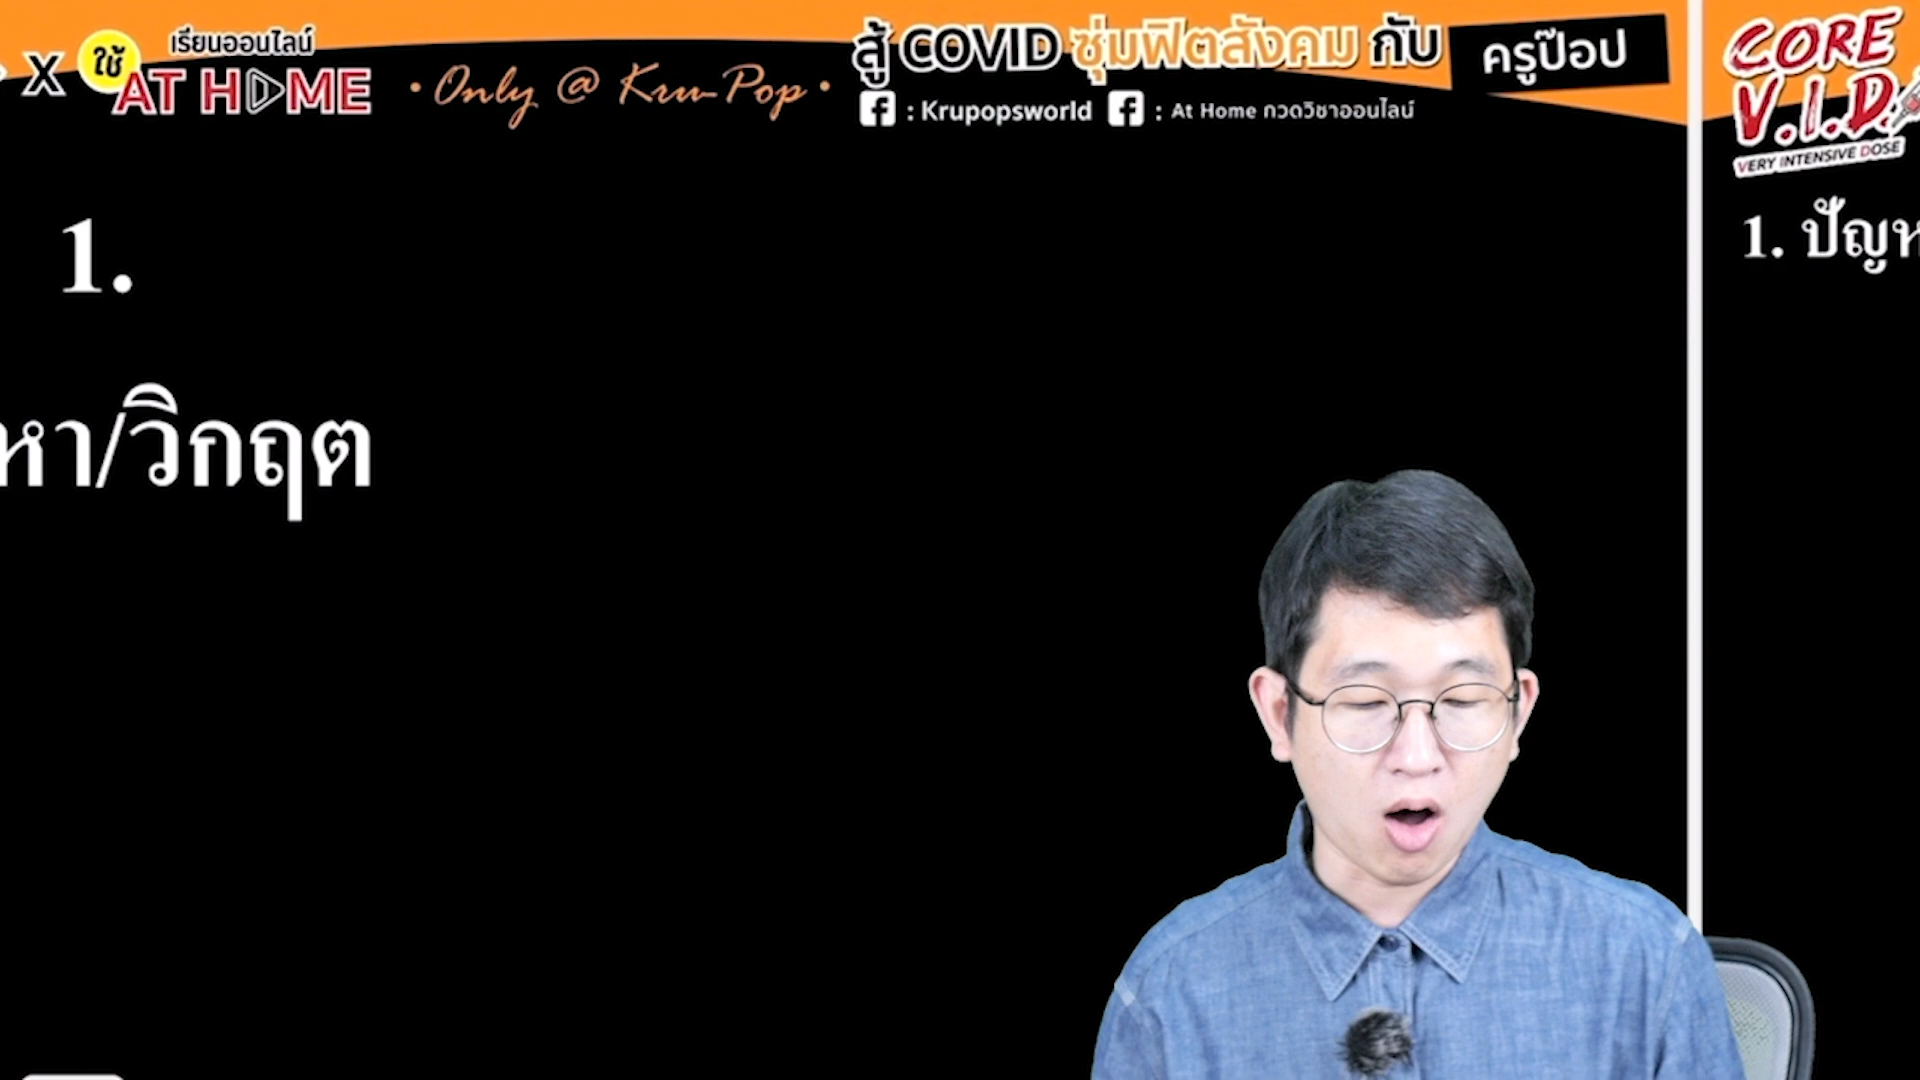 X ใช้ เรียนออนไลน์
AT HOME
• Only @ Kru-Pop •
สู้ COVID ซุ่มฟิตสังคม กับ ครูป๊อป
: Krupopsworld : At Home กวดวิชาออนไลน์
1.
หา/วิกฤต
CORE
V.I.D.
VERY INTENSIVE DOSE
1. ปัญห